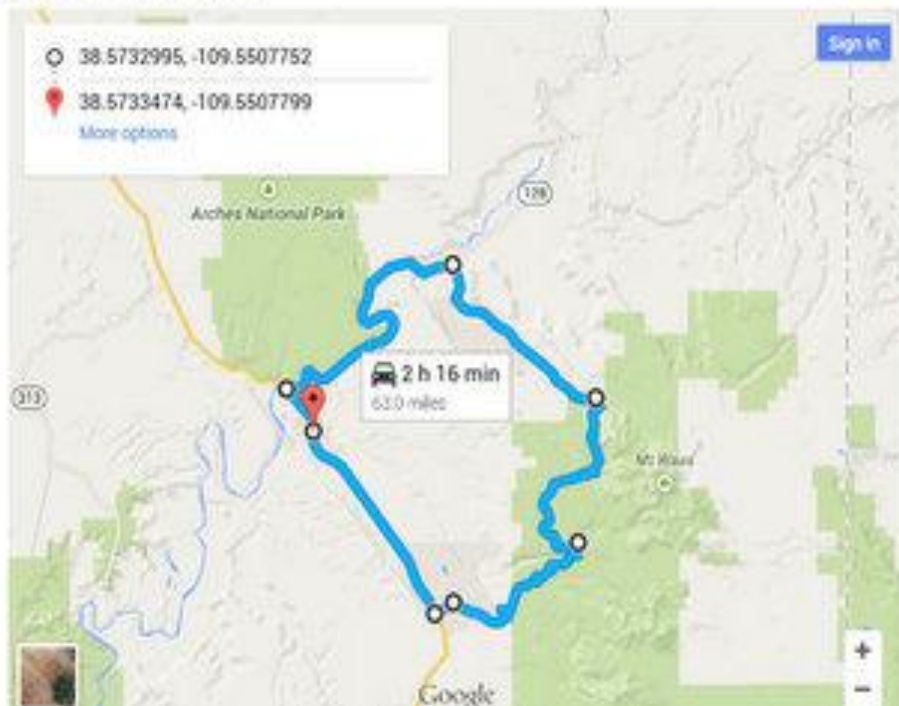 38.5732995, -109.5507752
38.5733474, -109.5507799
More options
Sign in
128
Arches National Park
2 h 16 min
63.0 miles
313
Mt Waas
Google
+
−